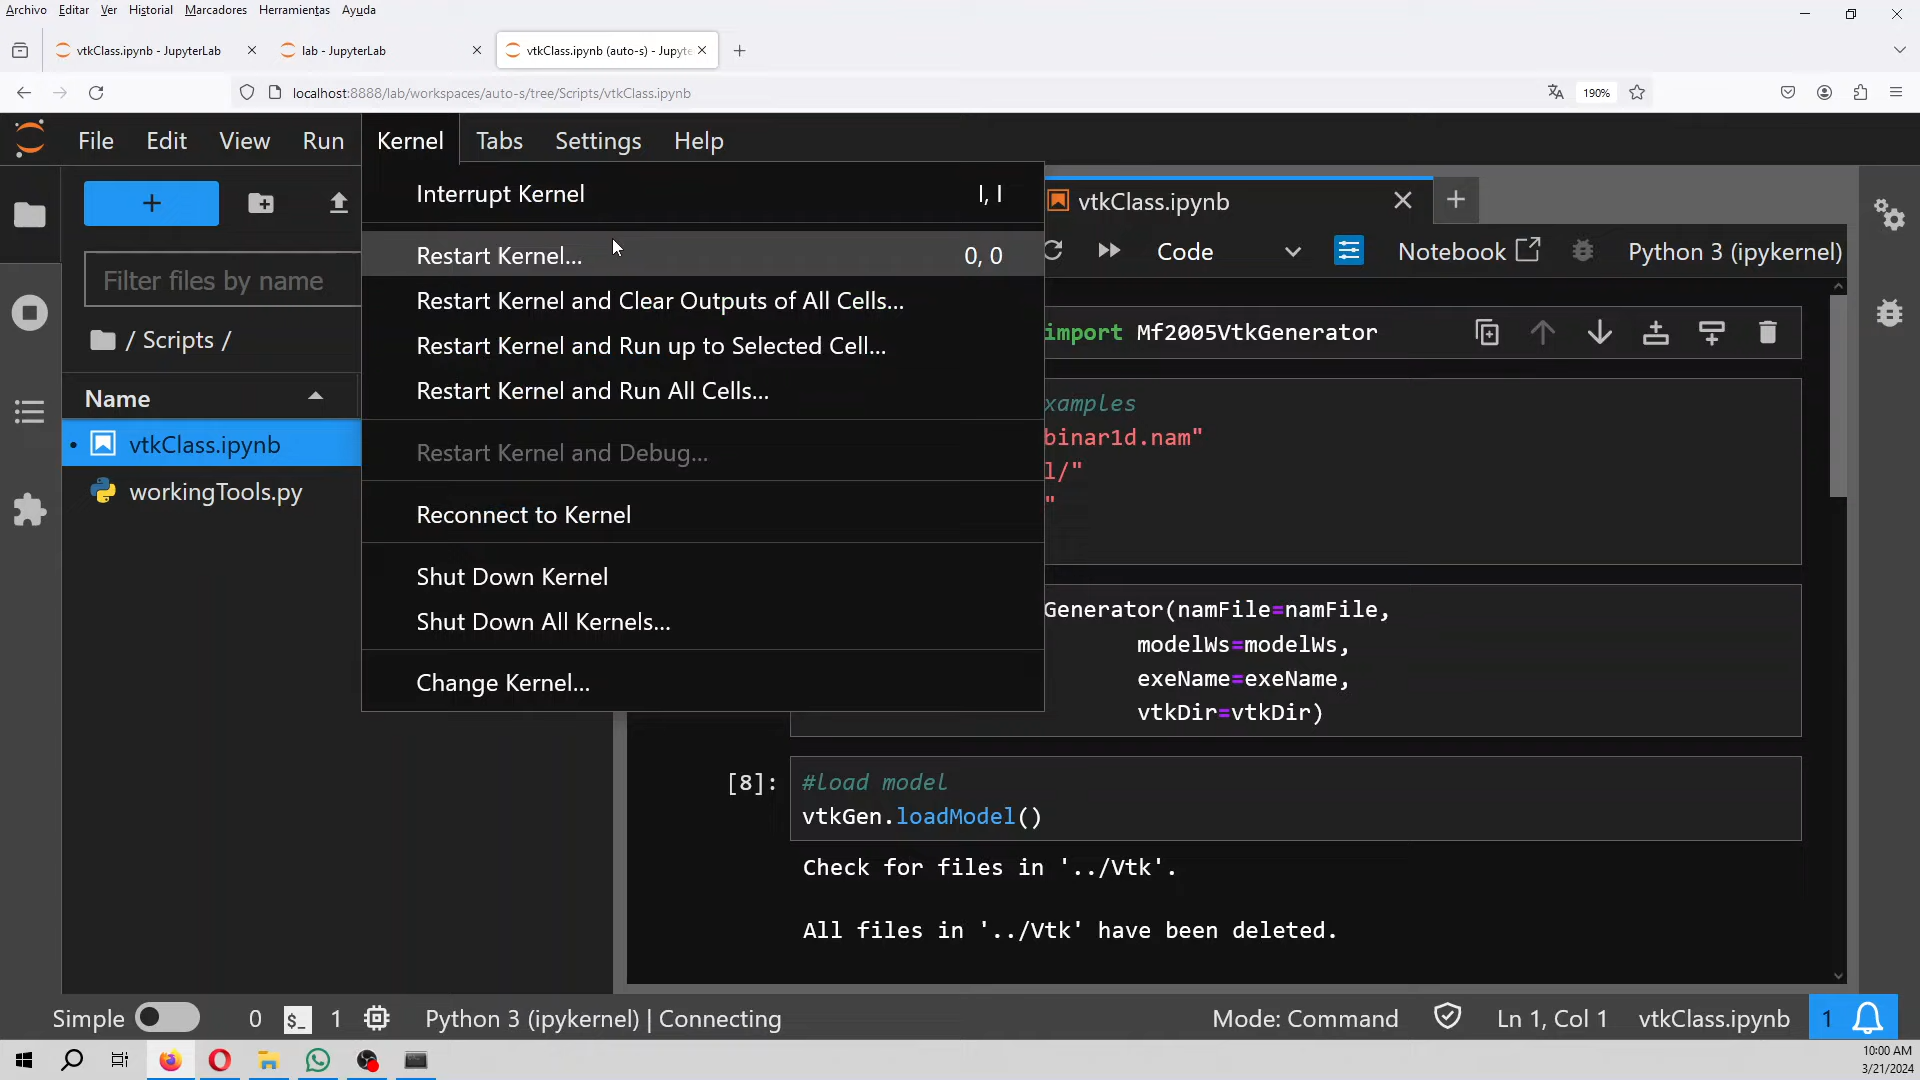 Archivo Editar Ver Historial Marcadores Herramientas Ayuda
vtkClass.ipynb - JupyterLab
lab - JupyterLab
vtkClass.ipynb (auto-s) - Jupyte
localhost:8888/lab/workspaces/auto-s/tree/Scripts/vtkClass.ipynb
190%
File Edit View Run Kernel Tabs Settings Help
Interrupt Kernel I, I
Restart Kernel... 0, 0
Restart Kernel and Clear Outputs of All Cells...
Restart Kernel and Run up to Selected Cell...
Restart Kernel and Run All Cells...
Restart Kernel and Debug...
Reconnect to Kernel
Shut Down Kernel
Shut Down All Kernels...
Change Kernel...
Filter files by name
/ Scripts /
Name
vtkClass.ipynb
workingTools.py
vtkClass.ipynb
Code Notebook Python 3 (ipykernel)
import Mf2005VtkGenerator
xamples
binar1d.nam"
l/"
"
Generator(namFile=namFile,
modelWs=modelWs,
exeName=exeName,
vtkDir=vtkDir)
[8]:
#load model
vtkGen.loadModel()
Check for files in '../Vtk'.
All files in '../Vtk' have been deleted.
Simple 0 $_ 1 Python 3 (ipykernel) | Connecting Mode: Command Ln 1, Col 1 vtkClass.ipynb 1
10:00 AM
3/21/2024